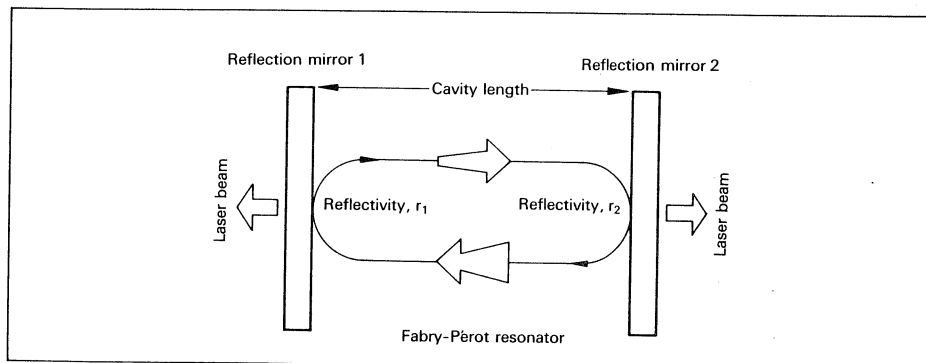 Reflection mirror 1
Reflection mirror 2
Cavity length
Laser beam
Reflectivity, r₁
Reflectivity, r₂
Laser beam
Fabry-Pérot resonator